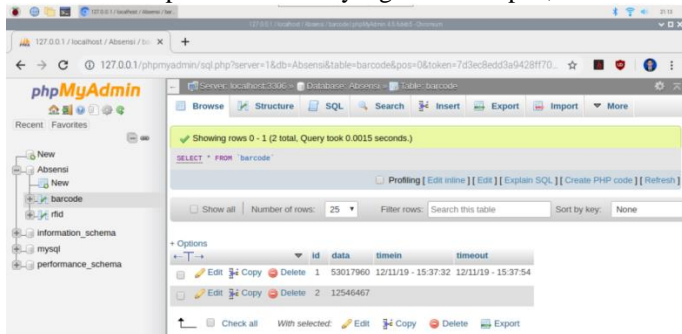 127.0.0.1 / localhost / Absensi / bar
21:12
127.0.0.1 / localhost / Absensi / barcode | phpMyAdmin 4.6.6deb4 - Chromium
127.0.0.1 / localhost / Absensi /
127.0.0.1/phpmyadmin/sql.php?server=1&db=Absensi&table=barcode&pos=0&token=7d3ec8edd3a9428ff70...
phpMyAdmin
Recent Favorites
New
Absensi
New
barcode
rfid
information_schema
mysql
performance_schema
Server: localhost:3306 » Database: Absensi » Table: barcode
Browse Structure SQL Search Insert Export Import More
Showing rows 0 - 1 (2 total, Query took 0.0015 seconds.)
SELECT * FROM `barcode`
Profiling [ Edit inline ] [ Edit ] [ Explain SQL ] [ Create PHP code ] [ Refresh ]
Show all Number of rows: 25 Filter rows: Search this table Sort by key: None
+ Options
id data timein timeout
Edit Copy Delete 1 53017960 12/11/19 - 15:37:32 12/11/19 - 15:37:54
Edit Copy Delete 2 12546467
Check all With selected: Edit Copy Delete Export